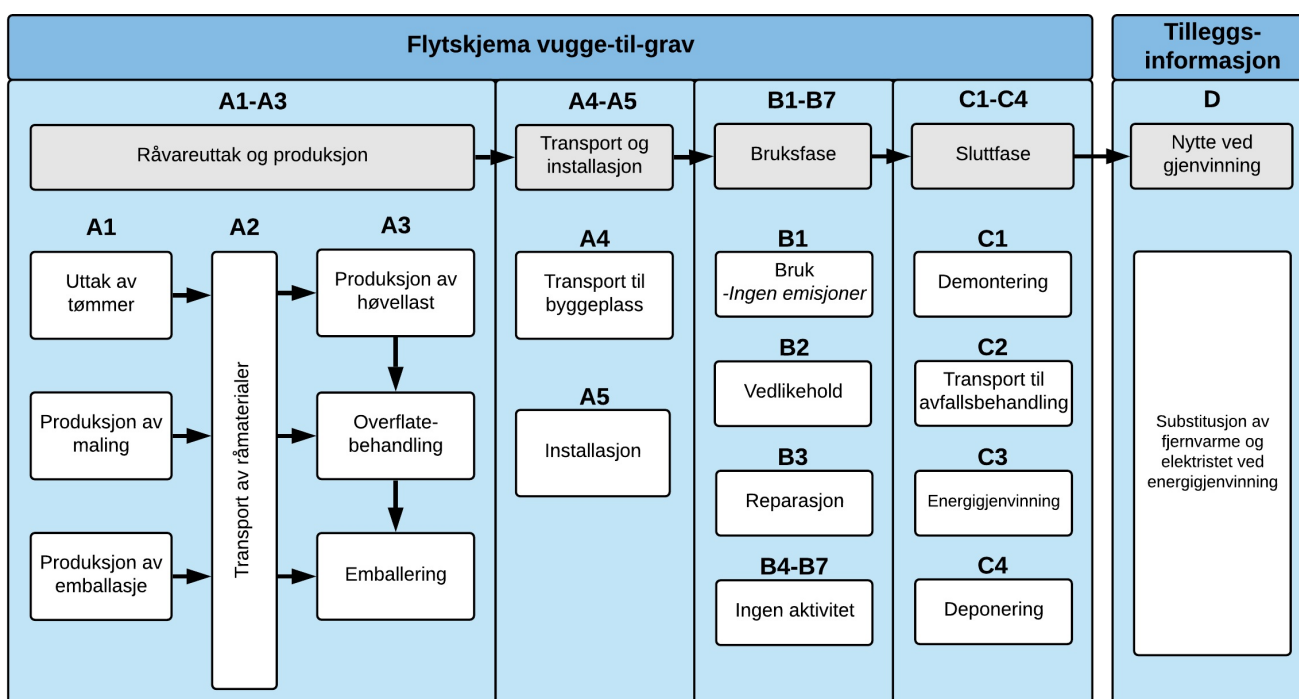 Flytskjema vugge-til-grav
Tilleggs-
informasjon
A1-A3
Råvareuttak og produksjon
A4-A5
Transport og
installasjon
B1-B7
Bruksfase
C1-C4
Sluttfase
D
Nytte ved
gjenvinning
A1
Uttak av
tømmer
Produksjon av
maling
Produksjon av
emballasje
A2
Transport av råmaterialer
A3
Produksjon av
høvellast
Overflate-
behandling
Emballering
A4
Transport til
byggeplass
A5
Installasjon
B1
Bruk
-Ingen emisjoner
B2
Vedlikehold
B3
Reparasjon
B4-B7
Ingen aktivitet
C1
Demontering
C2
Transport til
avfallsbehandling
C3
Energigjenvinning
C4
Deponering
Substitusjon av
fjernvarme og
elektristet ved
energigjenvinning